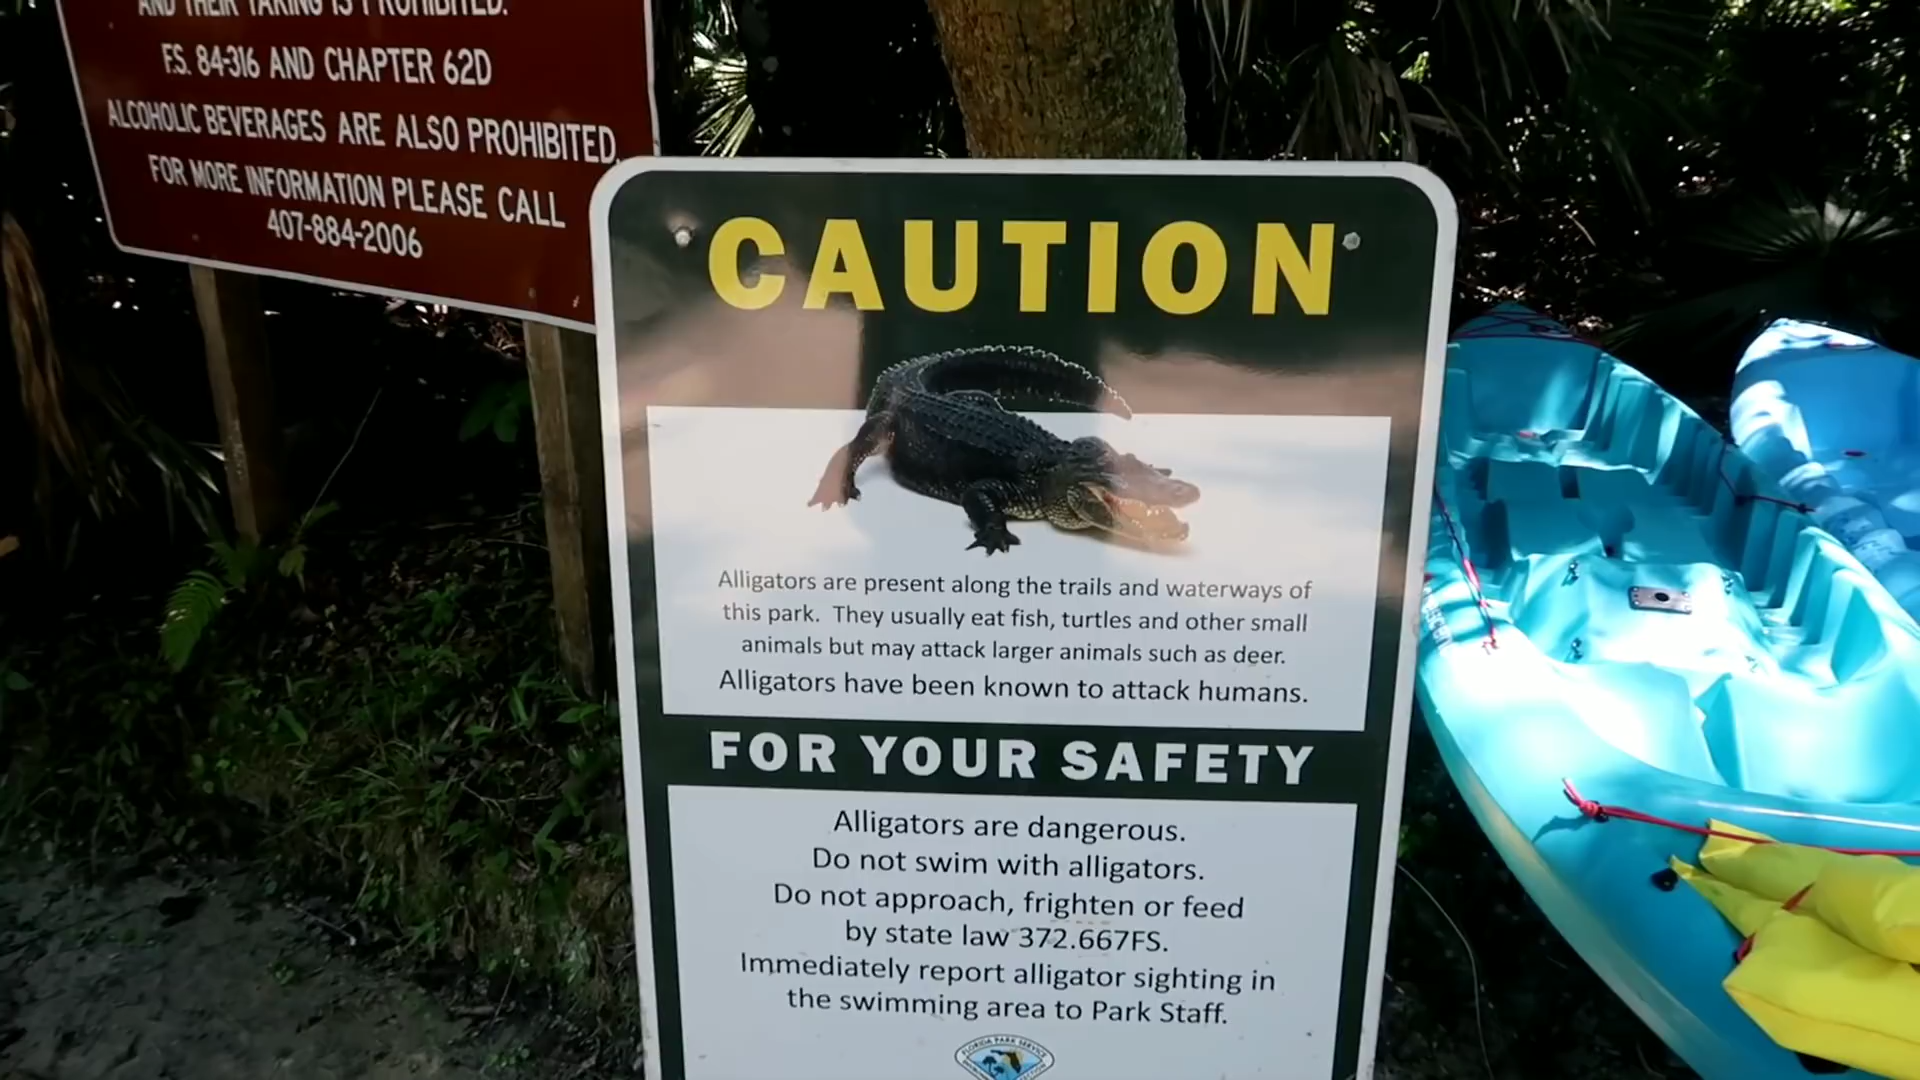 AND THEIR TAKING IS PROHIBITED.
F.S. 84-316 AND CHAPTER 62D
ALCOHOLIC BEVERAGES ARE ALSO PROHIBITED.
FOR MORE INFORMATION PLEASE CALL
407-884-2006
CAUTION
Alligators are present along the trails and waterways of
this park. They usually eat fish, turtles and other small
animals but may attack larger animals such as deer.
Alligators have been known to attack humans.
FOR YOUR SAFETY
Alligators are dangerous.
Do not swim with alligators.
Do not approach, frighten or feed
by state law 372.667FS.
Immediately report alligator sighting in
the swimming area to Park Staff.
FLORIDA PARK SERVICE